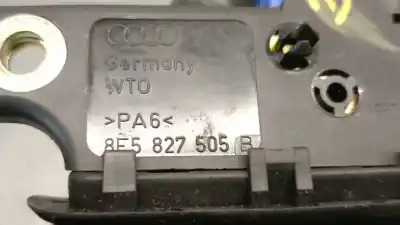 Germany
WTO
>PA6<
8E5 827 505 B